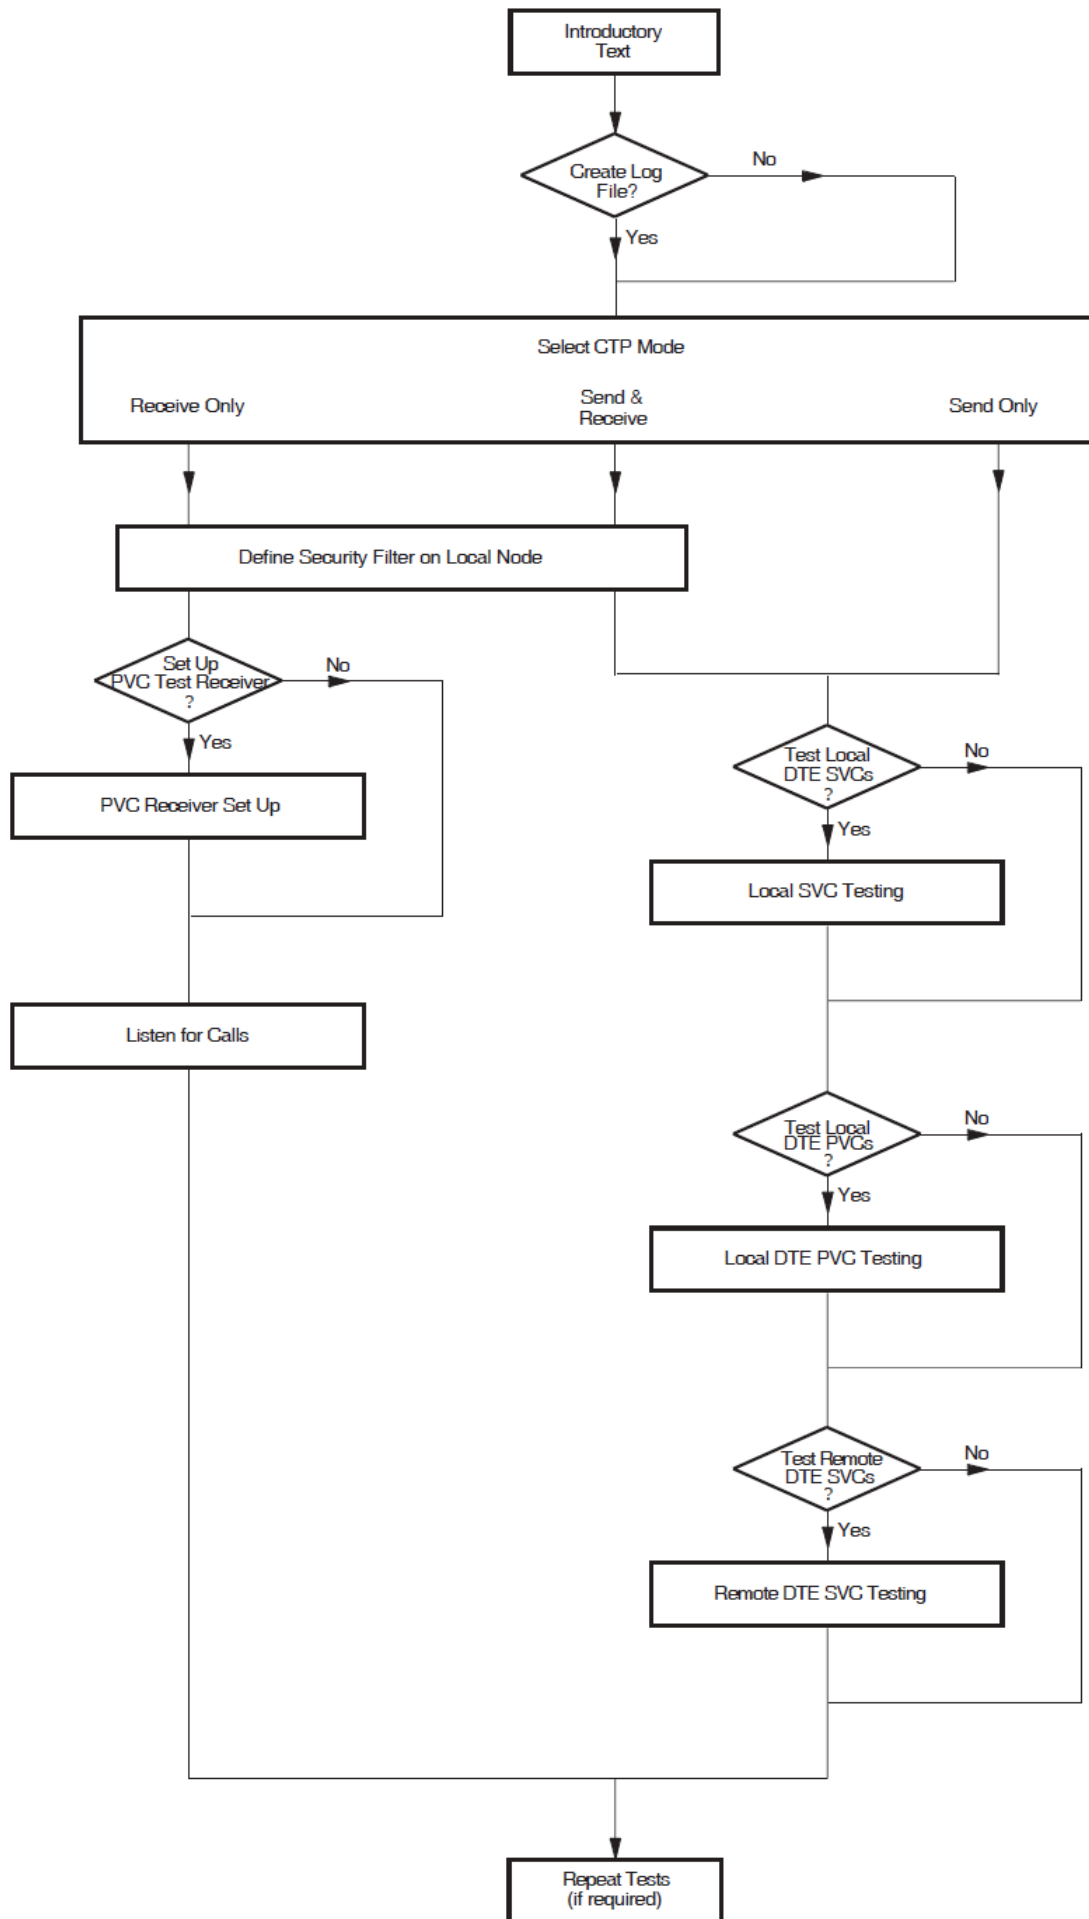 Introductory
Text
Create Log
File?
No
Yes
Select CTP Mode
Receive Only
Send &
Receive
Send Only
Define Security Filter on Local Node
Set Up
PVC Test Receiver
?
No
Yes
PVC Receiver Set Up
Listen for Calls
Test Local
DTE SVCs
?
No
Yes
Local SVC Testing
Test Local
DTE PVCs
?
No
Yes
Local DTE PVC Testing
Test Remote
DTE SVCs
?
No
Yes
Remote DTE SVC Testing
Repeat Tests
(if required)